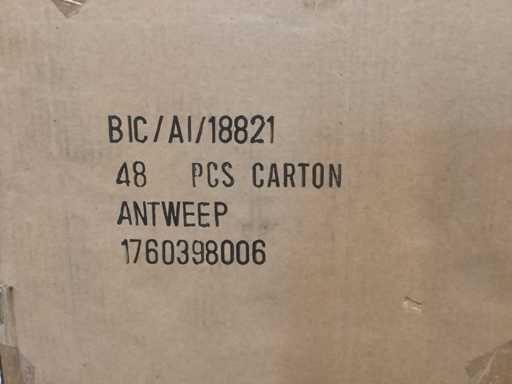 BIC/AI/18821
48 PCS CARTON
ANTWEEP
1760398006